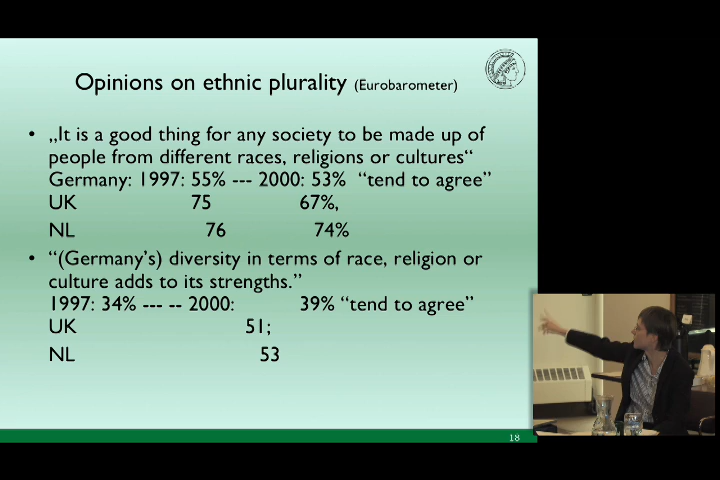 Opinions on ethnic plurality (Eurobarometer)
• „It is a good thing for any society to be made up of
people from different races, religions or cultures“
Germany: 1997: 55% --- 2000: 53% “tend to agree”
UK 75 67%,
NL 76 74%
• “(Germany’s) diversity in terms of race, religion or
culture adds to its strengths.”
1997: 34% --- -- 2000: 39% “tend to agree”
UK 51;
NL 53
18